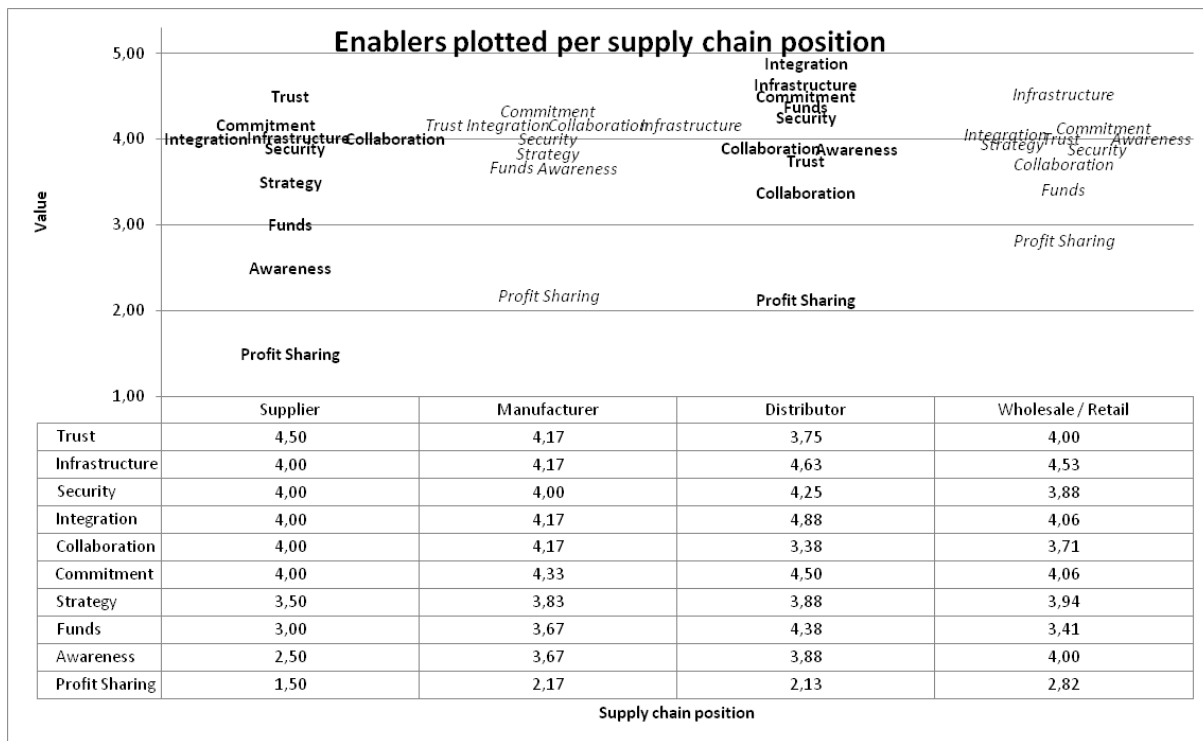 Enablers plotted per supply chain position
Value
5,00
4,00
3,00
2,00
1,00
Trust
Commitment
Integration Infrastructure Collaboration
Security
Strategy
Funds
Awareness
Profit Sharing
Commitment
Trust Integration Collaboration Infrastructure
Security
Strategy
Funds Awareness
Profit Sharing
Integration
Infrastructure
Commitment
Funds
Security
Collaboration Awareness
Trust
Collaboration
Profit Sharing
Infrastructure
Commitment
Integration Trust Awareness
Strategy Security
Collaboration
Funds
Profit Sharing
Supplier Manufacturer Distributor Wholesale / Retail
Trust 4,50 4,17 3,75 4,00
Infrastructure 4,00 4,17 4,63 4,53
Security 4,00 4,00 4,25 3,88
Integration 4,00 4,17 4,88 4,06
Collaboration 4,00 4,17 3,38 3,71
Commitment 4,00 4,33 4,50 4,06
Strategy 3,50 3,83 3,88 3,94
Funds 3,00 3,67 4,38 3,41
Awareness 2,50 3,67 3,88 4,00
Profit Sharing 1,50 2,17 2,13 2,82
Supply chain position